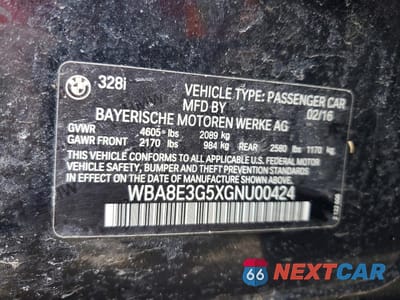 328i
VEHICLE TYPE: PASSENGER CAR
MFD BY 02/16
BAYERISCHE MOTOREN WERKE AG
GVWR 4605 lbs 2089 kg
GAWR FRONT 2170 lbs 984 kg REAR 2580 lbs 1170 kg
THIS VEHICLE CONFORMS TO ALL APPLICABLE FEDERAL MOTOR
VEHICLE SAFETY, BUMPER, AND THEFT PREVENTION STANDARDS
IN EFFECT ON THE DATE OF MANUFACTURE SHOWN ABOVE.
WBA8E3G5XGNU00424
66 NEXTCAR